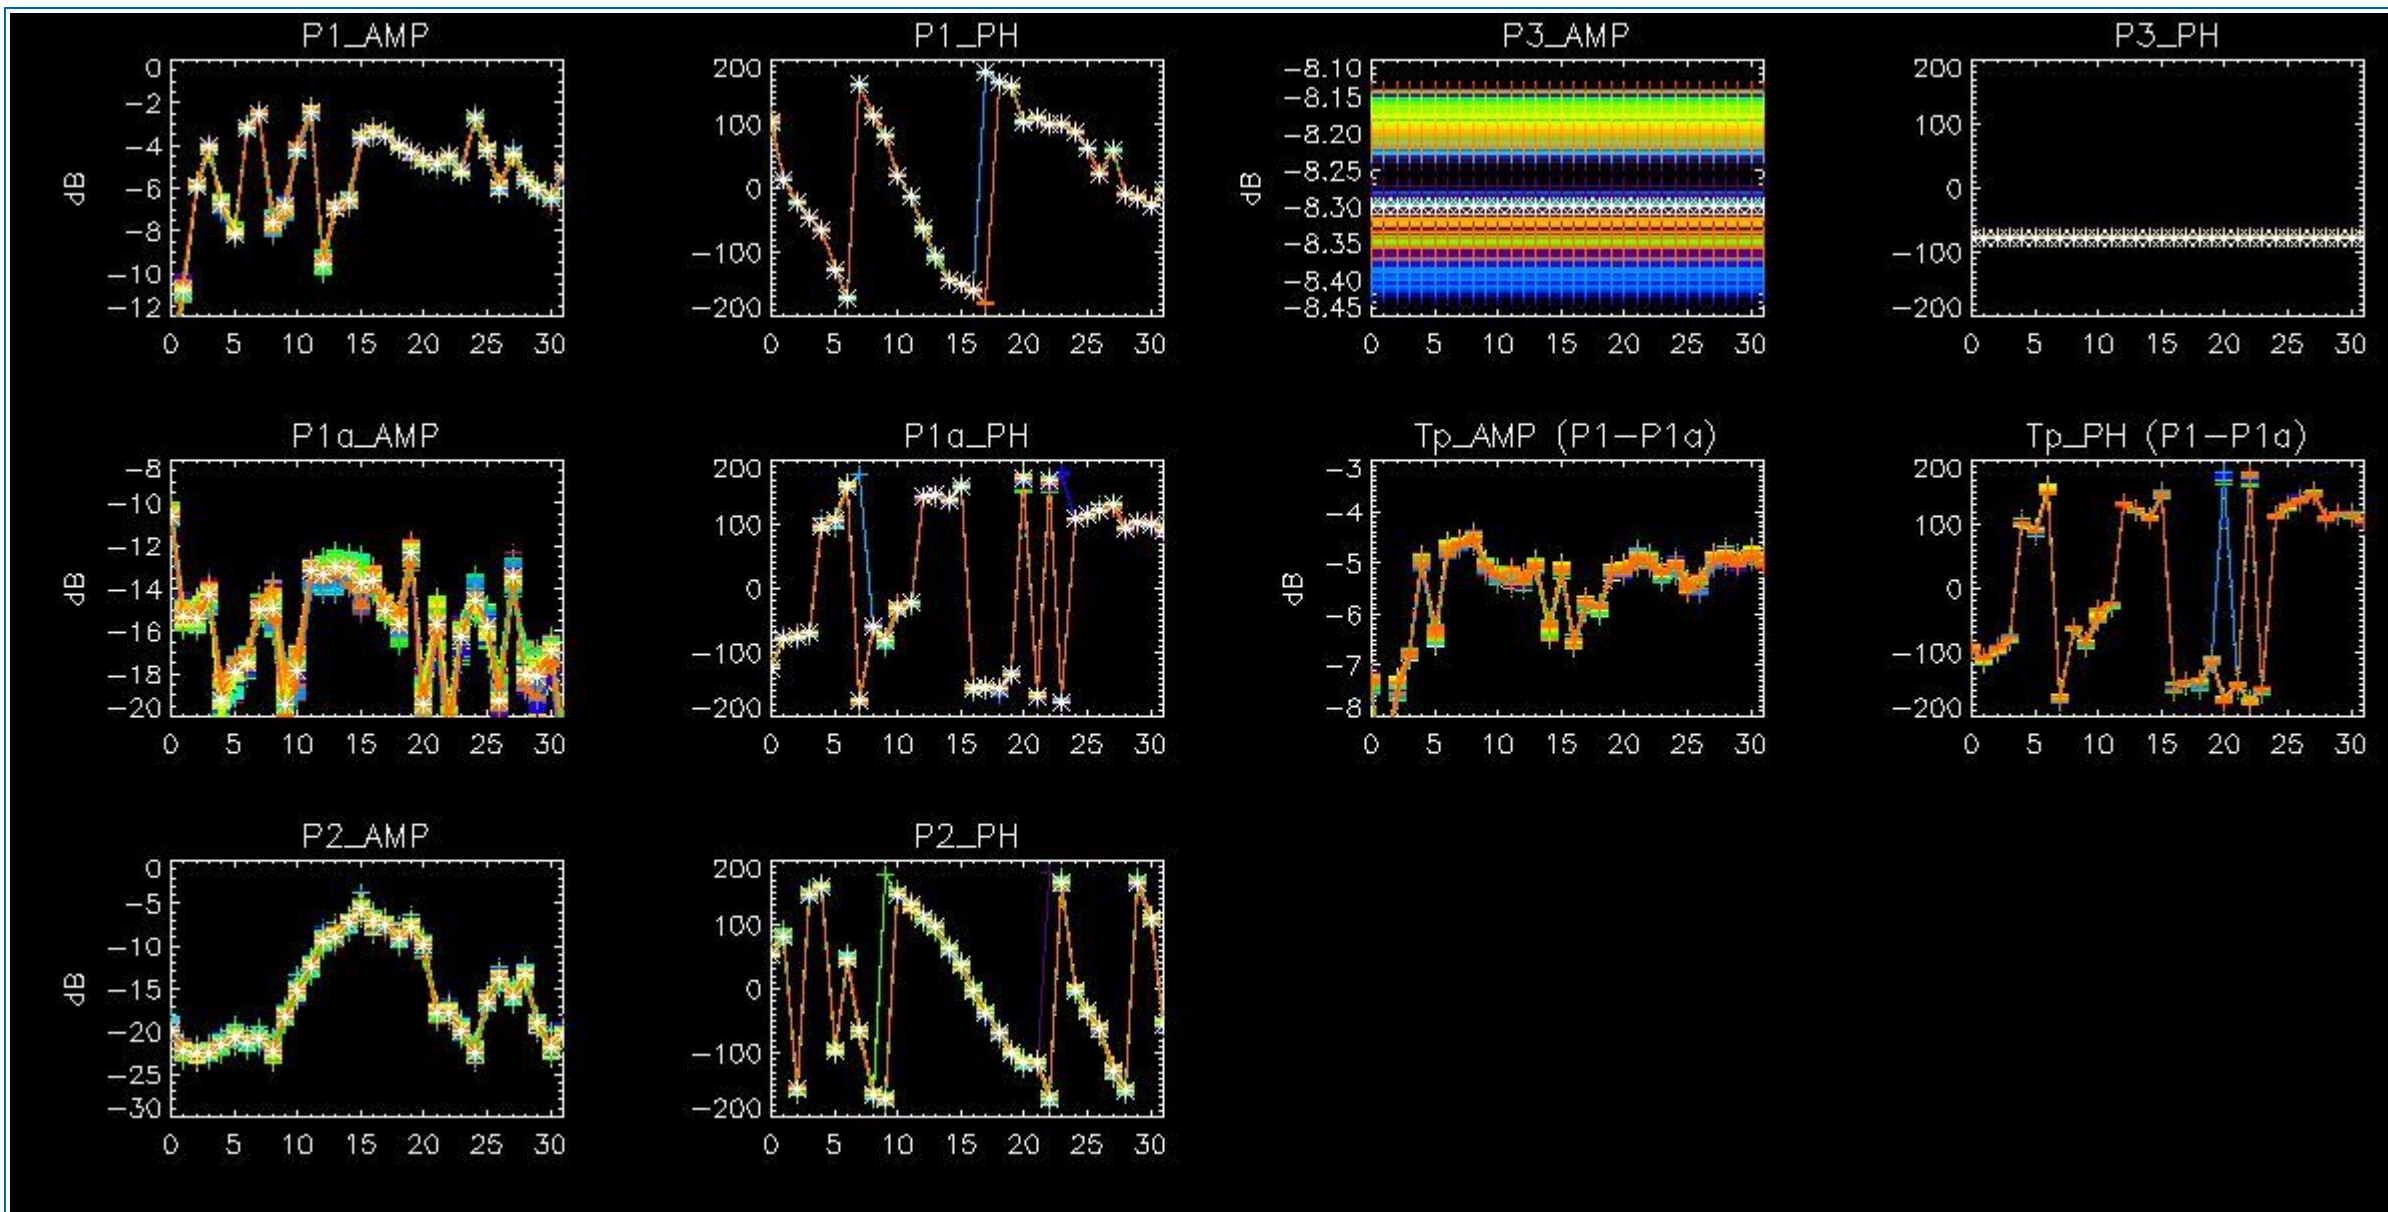 P1_AMP P1_PH P3_AMP P3_PH
0 200 -8.10 200
-2 100 -8.15 100
-4 0 -8.20 0
-6 -100 -8.25 -100
-8 -200 -8.30 -200
-10 -8.35
-12 -8.40
-8.45
dB dB
0 5 10 15 20 25 30 0 5 10 15 20 25 30 0 5 10 15 20 25 30 0 5 10 15 20 25 30
P1a_AMP P1a_PH Tp_AMP (P1-P1a) Tp_PH (P1-P1a)
-8 200 -3 200
-10 100 -4 100
-12 0 -5 0
-14 -100 -6 -100
-16 -200 -7 -200
-18 -8
-20
dB dB
0 5 10 15 20 25 30 0 5 10 15 20 25 30 0 5 10 15 20 25 30 0 5 10 15 20 25 30
P2_AMP P2_PH
0 200
-5 100
-10 0
-15 -100
-20 -200
-25
-30
dB
0 5 10 15 20 25 30 0 5 10 15 20 25 30